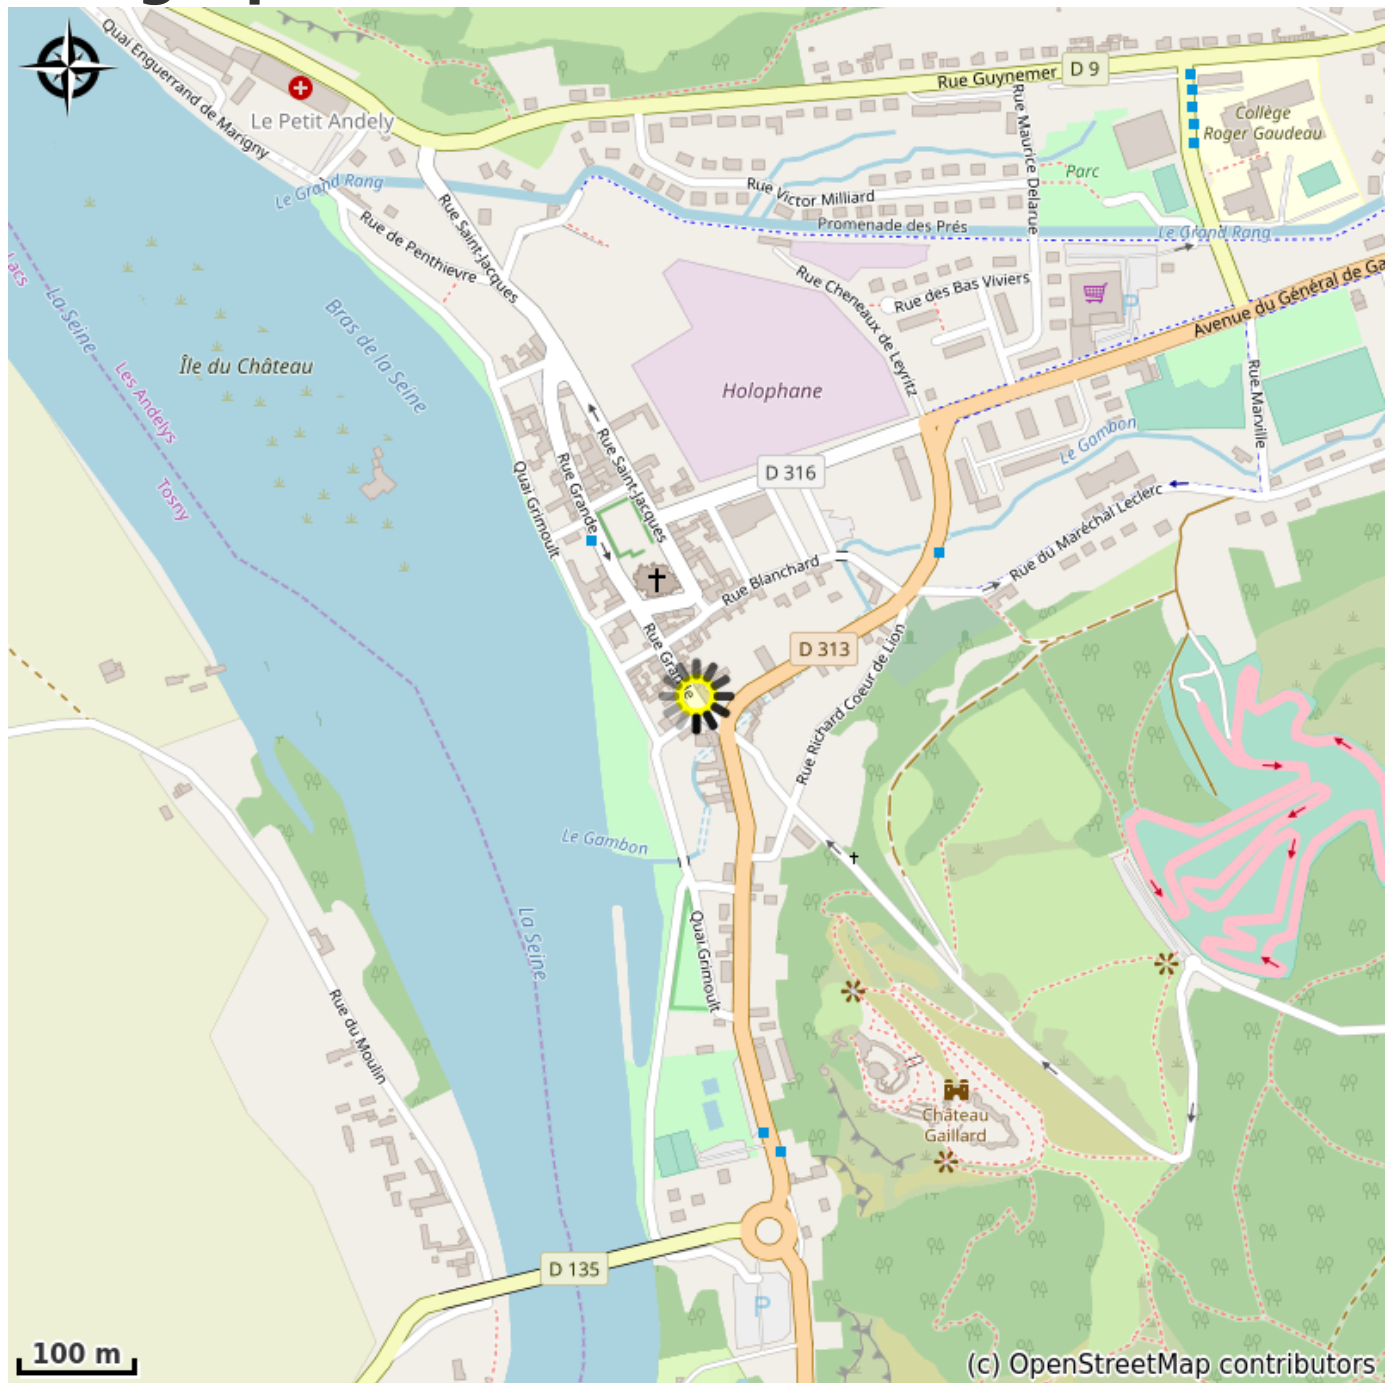 Quai Enguerrand de Marigny
Le Petit Andely
Rue Guynemer
D 9
Collège
Roger Gaudeau
Rue Maurice Delarue
Parc
Le Grand Rang
Rue Victor Milliard
Rue de Penthievre
Rue Saint-Jacques
Promenade des Prés
Le Grand Rang
Lacs
La Seine
Bras de la Seine
Rue Cheneaux de Leyritz
Rue des Bas Viviers
P
Avenue du Général de Ga
Île du Château
Les Andelys
Tosny
Holophane
Rue Marville
Le Gambon
Rue Saint-Jacques
Rue Grande
Quai Grimoult
D 316
Rue du Maréchal Leclerc
Rue Blanchard
Rue Grande
D 313
Rue Richard Coeur de Lion
Le Gambon
La Seine
Quai Grimoult
Rue du Moulin
Château
Gaillard
D 135
P
100 m
(c) OpenStreetMap contributors